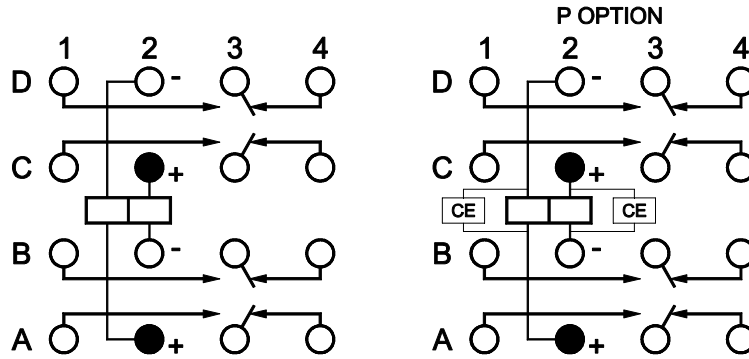 P OPTION
1 2 3 4 1 2 3 4
D - D -
C + C +
CE CE
B - B -
A + A +